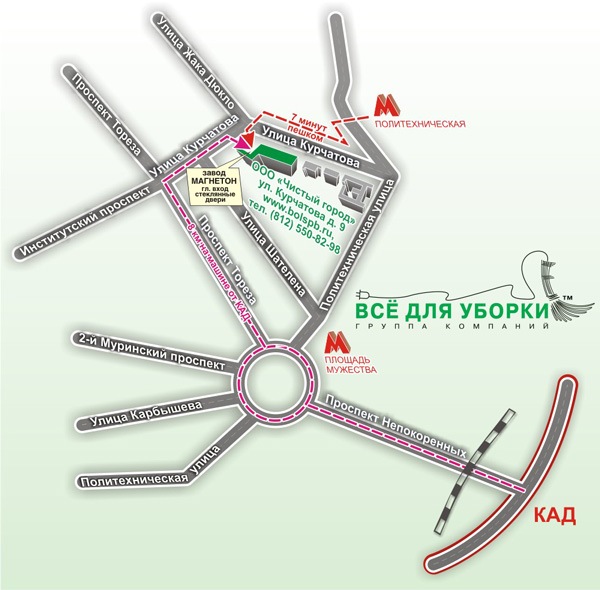 Улица Жака Дюкло
Проспект Тореза
Улица Курчатова
Институтский проспект
7 минут
пешком
Улица Курчатова
М
ПОЛИТЕХНИЧЕСКАЯ
завод
МАГНЕТОН
гл. вход
стеклянные
двери
ООО «Чистый город»
ул. Курчатова д. 9
www.bolspb.ru,
тел. (812) 550-82-98
Проспект Тореза
8 км на машине от КАД
Улица Шателена
Политехническая улица
ВСЁ ДЛЯ УБОРКИ™
ГРУППА КОМПАНИЙ
М
ПЛОЩАДЬ
МУЖЕСТВА
2-й Муринский проспект
Улица Карбышева
Политехническая улица
Проспект Непокоренных
КАД